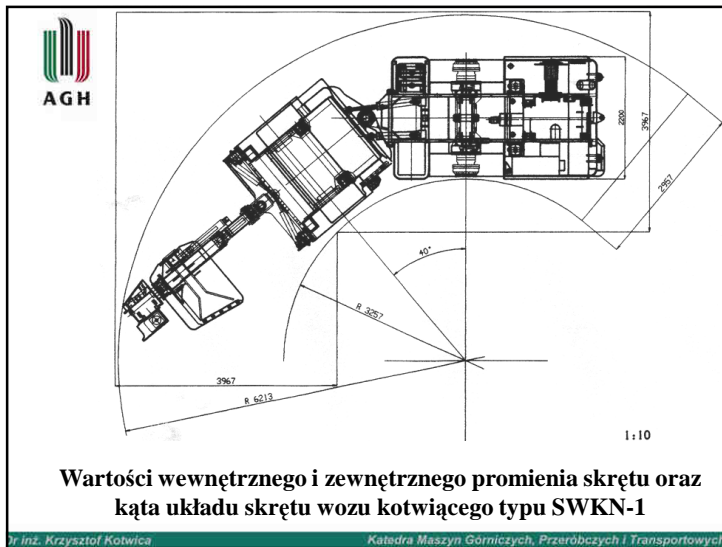 AGH
2200
3967
2957
40°
R 3257
3967
R 6213
1:10
Wartości wewnętrznego i zewnętrznego promienia skrętu oraz
kąta układu skrętu wozu kotwiącego typu SWKN-1
Dr inż. Krzysztof Kotwica
Katedra Maszyn Górniczych, Przeróbczych i Transportowych